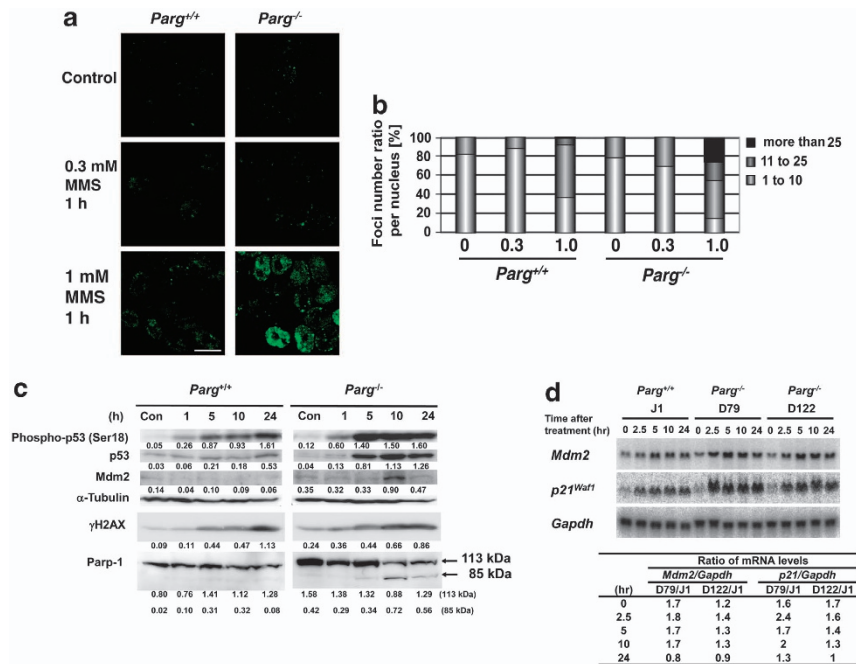 a
Parg+/+ Parg-/-
Control
0.3 mM
MMS
1 h
1 mM
MMS
1 h
b
Foci number ratio
per nucleus [%]
100
80
60
40
20
0
0 0.3 1.0 0 0.3 1.0
Parg+/+ Parg-/-
more than 25
11 to 25
1 to 10
c
Parg+/+ Parg-/-
(h) Con 1 5 10 24 Con 1 5 10 24
Phospho-p53 (Ser18)
0.05 0.26 0.87 0.93 1.61 0.12 0.60 1.40 1.50 1.60
p53
0.03 0.06 0.21 0.18 0.53 0.04 0.13 0.81 1.13 1.26
Mdm2
0.14 0.04 0.10 0.09 0.06 0.35 0.32 0.33 0.90 0.47
α-Tubulin
γH2AX
0.09 0.11 0.44 0.47 1.13 0.24 0.36 0.44 0.66 0.86
Parp-1
113 kDa
85 kDa
0.80 0.76 1.41 1.12 1.28 1.58 1.38 1.32 0.88 1.29 (113 kDa)
0.02 0.10 0.31 0.32 0.08 0.42 0.29 0.34 0.72 0.56 (85 kDa)
d
Parg+/+ Parg-/- Parg-/-
J1 D79 D122
Time after
treatment (hr)
0 2.5 5 10 24 0 2.5 5 10 24 0 2.5 5 10 24
Mdm2
p21Waf1
Gapdh
Ratio of mRNA levels
Mdm2/Gapdh p21/Gapdh
(hr) D79/J1 D122/J1 D79/J1 D122/J1
0 1.7 1.2 1.6 1.7
2.5 1.8 1.4 2.4 1.6
5 1.7 1.3 1.7 1.4
10 1.7 1.3 2 1.3
24 0.8 0.9 1.3 1